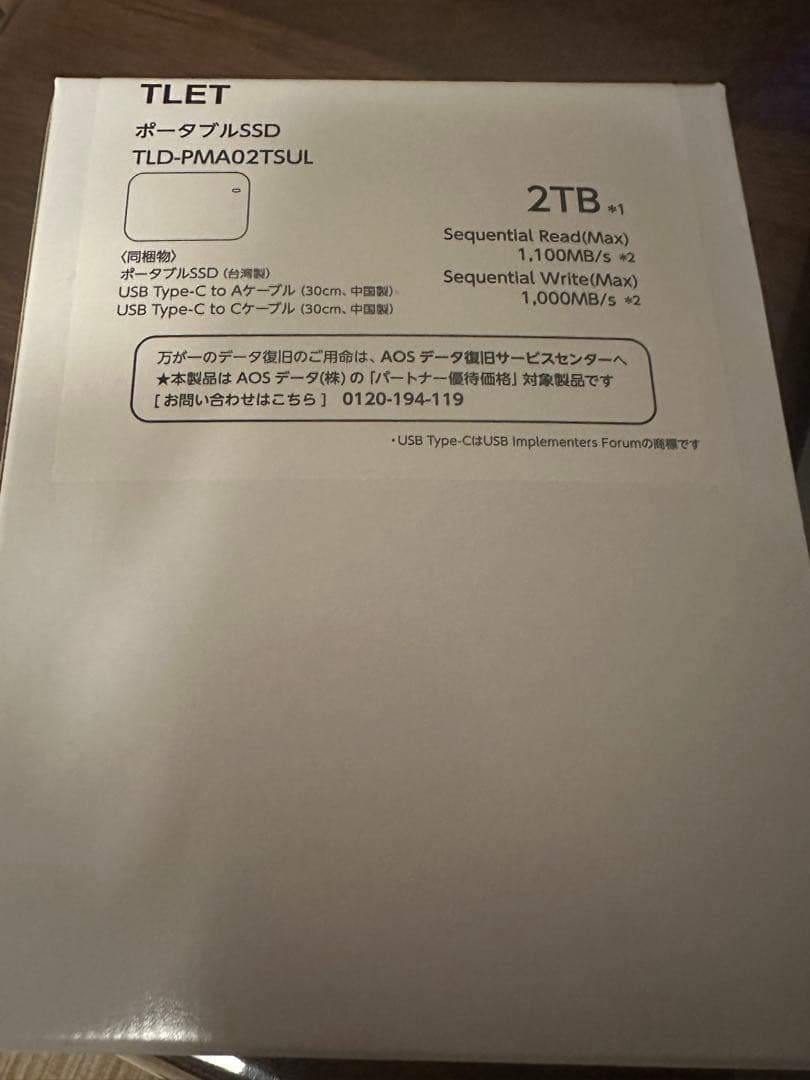 TLET
ポータブルSSD
TLD-PMA02TSUL
2TB *1
Sequential Read(Max)
1,100MB/s *2
Sequential Write(Max)
1,000MB/s *2
〈同梱物〉
ポータブルSSD（台湾製）
USB Type-C to Aケーブル（30cm、中国製）
USB Type-C to Cケーブル（30cm、中国製）
万が一のデータ復旧のご用命は、AOS データ復旧サービスセンターへ
★本製品は AOS データ(株) の「パートナー優待価格」対象製品です
[ お問い合わせはこちら ] 0120-194-119
・USB Type-CはUSB Implementers Forumの商標です